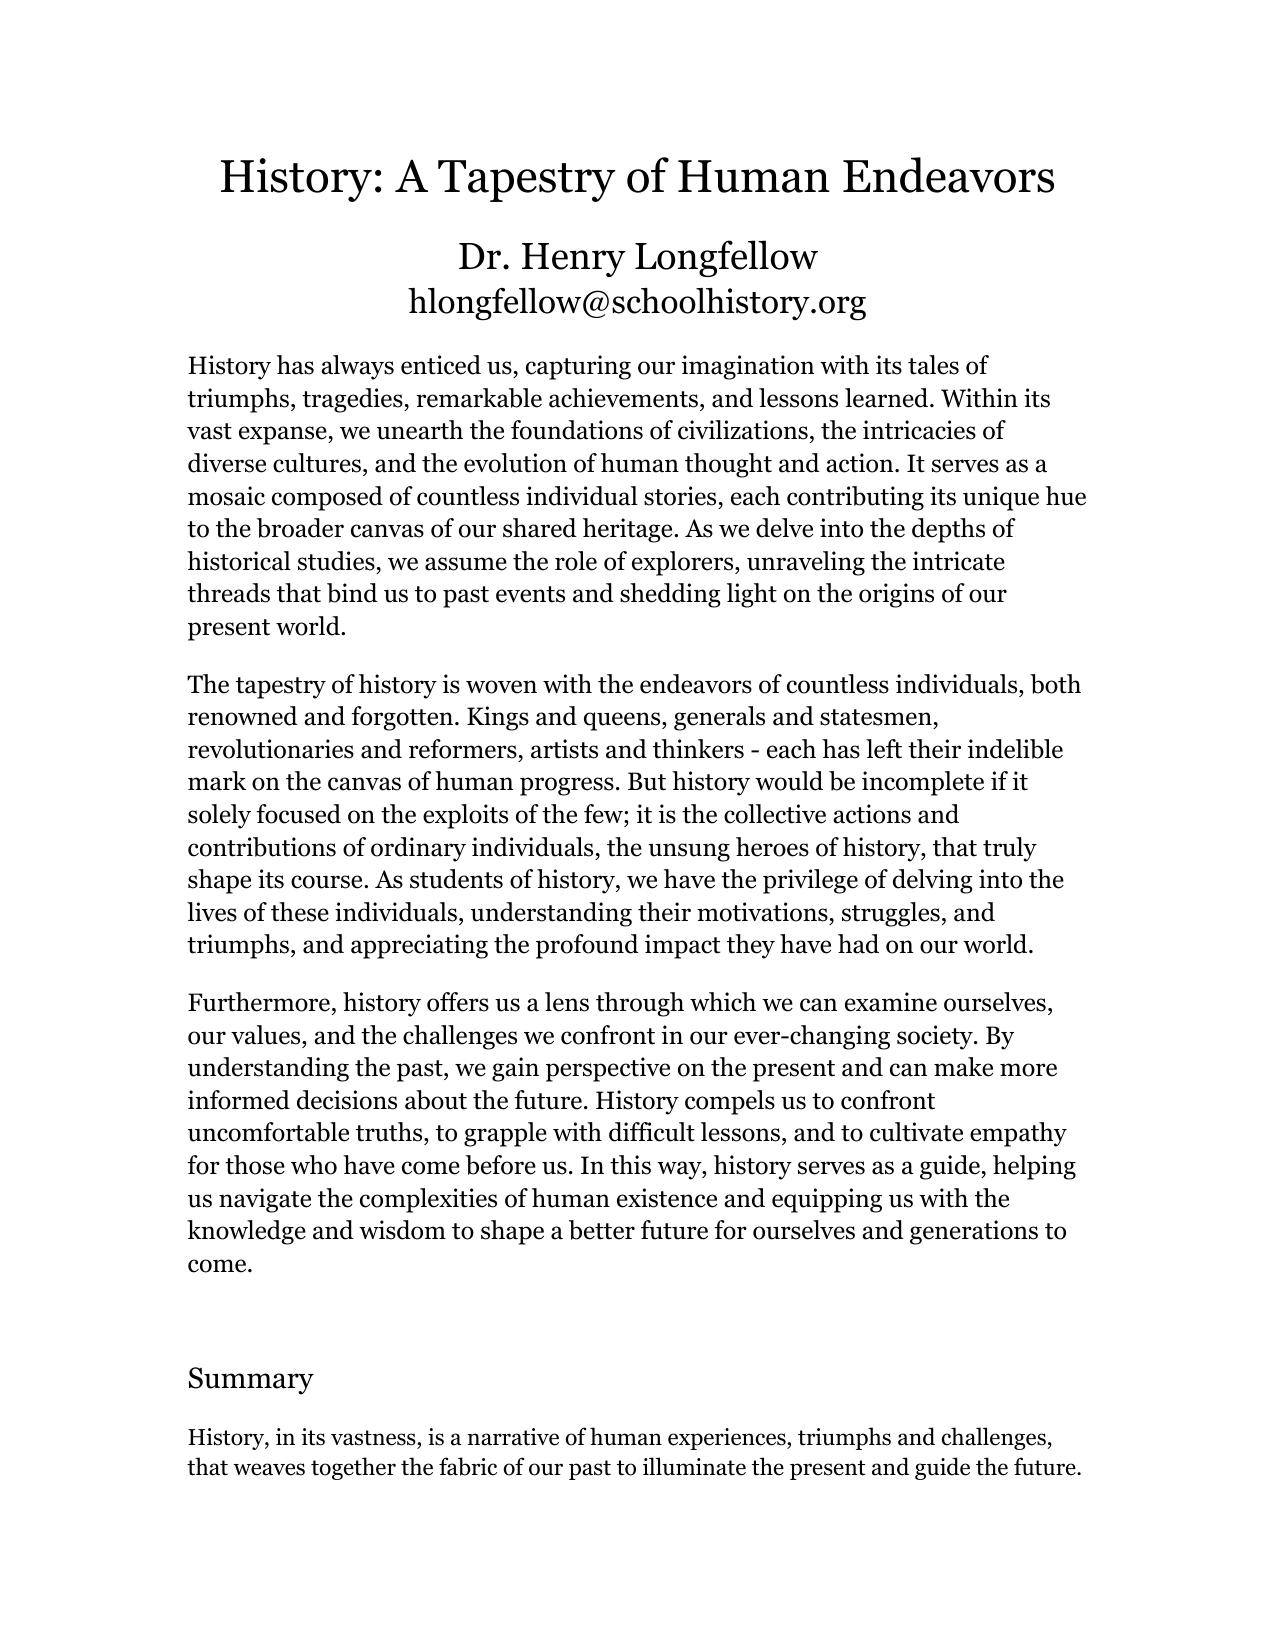 History: A Tapestry of Human Endeavors
Dr. Henry Longfellow
hlongfellow@schoolhistory.org
History has always enticed us, capturing our imagination with its tales of
triumphs, tragedies, remarkable achievements, and lessons learned. Within its
vast expanse, we unearth the foundations of civilizations, the intricacies of
diverse cultures, and the evolution of human thought and action. It serves as a
mosaic composed of countless individual stories, each contributing its unique hue
to the broader canvas of our shared heritage. As we delve into the depths of
historical studies, we assume the role of explorers, unraveling the intricate
threads that bind us to past events and shedding light on the origins of our
present world.
The tapestry of history is woven with the endeavors of countless individuals, both
renowned and forgotten. Kings and queens, generals and statesmen,
revolutionaries and reformers, artists and thinkers - each has left their indelible
mark on the canvas of human progress. But history would be incomplete if it
solely focused on the exploits of the few; it is the collective actions and
contributions of ordinary individuals, the unsung heroes of history, that truly
shape its course. As students of history, we have the privilege of delving into the
lives of these individuals, understanding their motivations, struggles, and
triumphs, and appreciating the profound impact they have had on our world.
Furthermore, history offers us a lens through which we can examine ourselves,
our values, and the challenges we confront in our ever-changing society. By
understanding the past, we gain perspective on the present and can make more
informed decisions about the future. History compels us to confront
uncomfortable truths, to grapple with difficult lessons, and to cultivate empathy
for those who have come before us. In this way, history serves as a guide, helping
us navigate the complexities of human existence and equipping us with the
knowledge and wisdom to shape a better future for ourselves and generations to
come.
Summary
History, in its vastness, is a narrative of human experiences, triumphs and challenges,
that weaves together the fabric of our past to illuminate the present and guide the future.